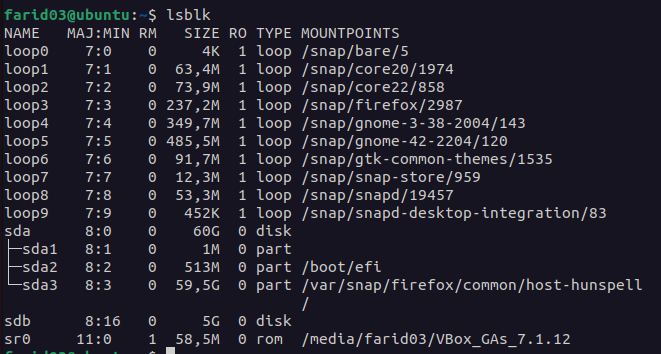 farid03@ubuntu:~$ lsblk
NAME   MAJ:MIN RM   SIZE RO TYPE MOUNTPOINTS
loop0    7:0    0     4K  1 loop /snap/bare/5
loop1    7:1    0  63,4M  1 loop /snap/core20/1974
loop2    7:2    0  73,9M  1 loop /snap/core22/858
loop3    7:3    0 237,2M  1 loop /snap/firefox/2987
loop4    7:4    0 349,7M  1 loop /snap/gnome-3-38-2004/143
loop5    7:5    0 485,5M  1 loop /snap/gnome-42-2204/120
loop6    7:6    0  91,7M  1 loop /snap/gtk-common-themes/1535
loop7    7:7    0  12,3M  1 loop /snap/snap-store/959
loop8    7:8    0  53,3M  1 loop /snap/snapd/19457
loop9    7:9    0   452K  1 loop /snap/snapd-desktop-integration/83
sda      8:0    0    60G  0 disk
├─sda1   8:1    0     1M  0 part
├─sda2   8:2    0   513M  0 part /boot/efi
└─sda3   8:3    0  59,5G  0 part /var/snap/firefox/common/host-hunspell
                                 /
sdb      8:16   0     5G  0 disk
sr0     11:0    1  58,5M  0 rom  /media/farid03/VBox_GAs_7.1.12
farid03@ubuntu:~$